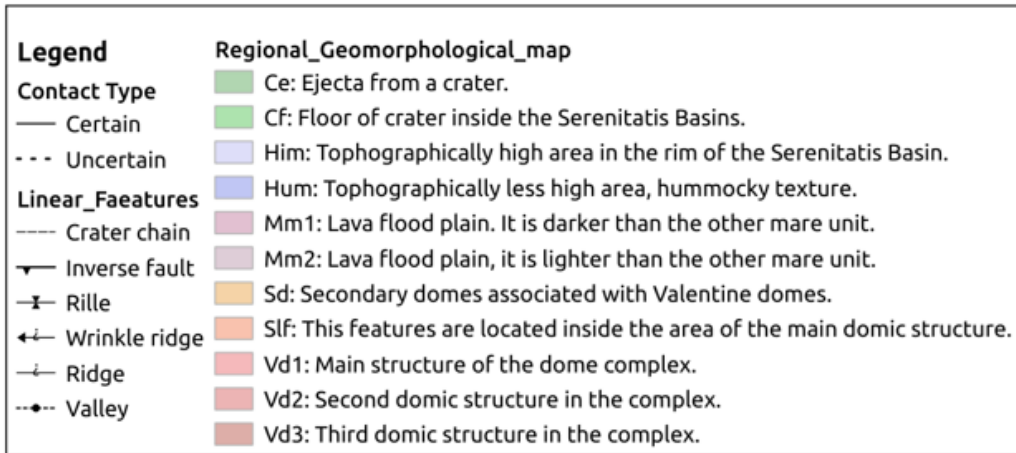 Legend
Contact Type
Certain
Uncertain
Linear_Faeatures
Crater chain
Inverse fault
Rille
Wrinkle ridge
Ridge
Valley
Regional_Geomorphological_map
Ce: Ejecta from a crater.
Cf: Floor of crater inside the Serenitatis Basins.
Him: Tophographically high area in the rim of the Serenitatis Basin.
Hum: Tophographically less high area, hummocky texture.
Mm1: Lava flood plain. It is darker than the other mare unit.
Mm2: Lava flood plain, it is lighter than the other mare unit.
Sd: Secondary domes associated with Valentine domes.
Slf: This features are located inside the area of the main domic structure.
Vd1: Main structure of the dome complex.
Vd2: Second domic structure in the complex.
Vd3: Third domic structure in the complex.